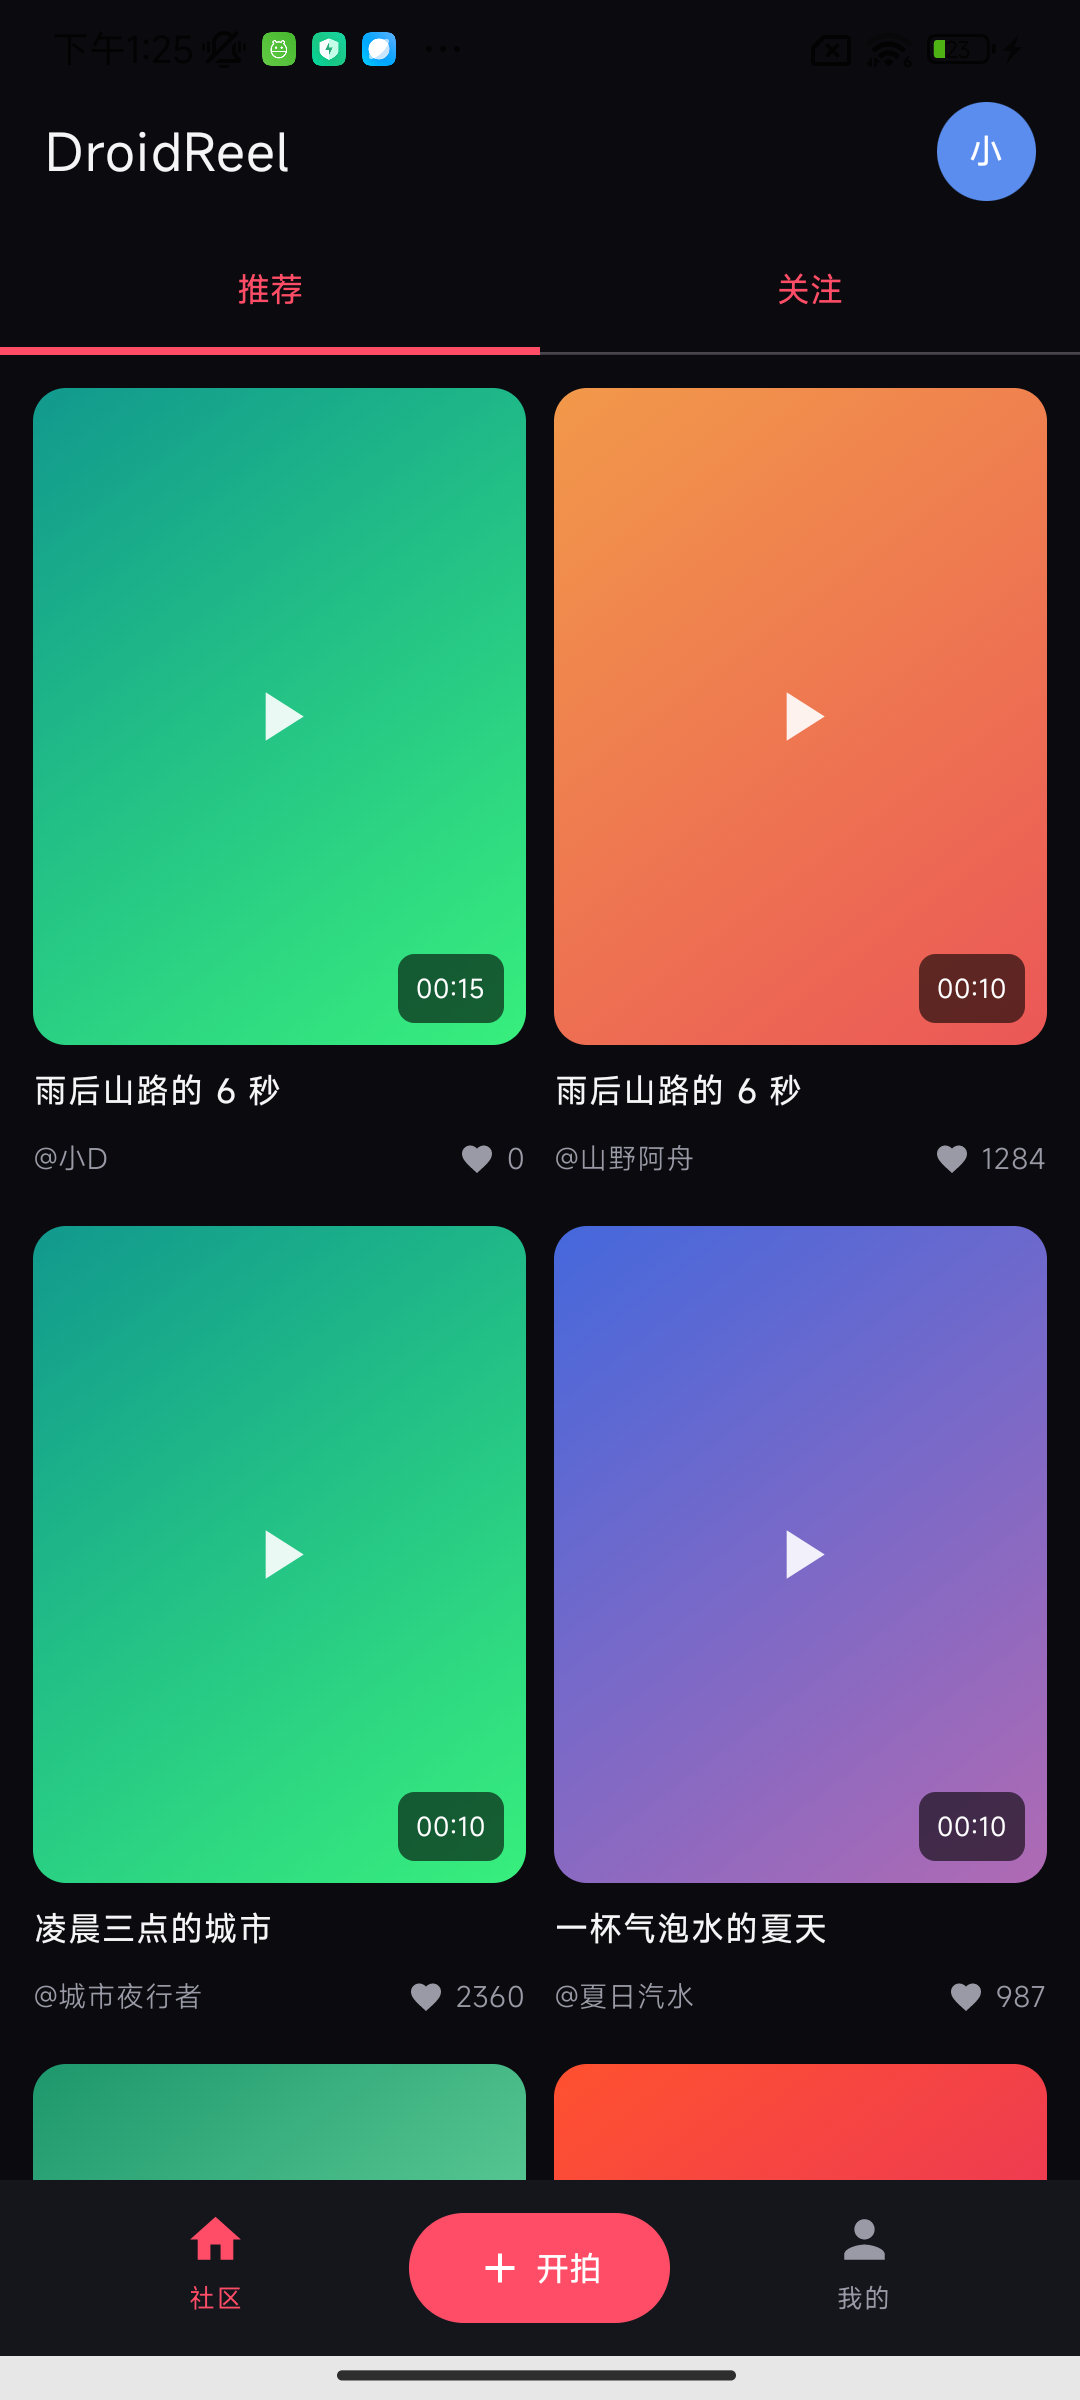 下午1:25
23
DroidReel
小
推荐
关注
00:15
00:10
雨后山路的 6 秒
雨后山路的 6 秒
@小D
0
@山野阿舟
1284
00:10
00:10
凌晨三点的城市
一杯气泡水的夏天
@城市夜行者
2360
@夏日汽水
987
社区
开拍
我的